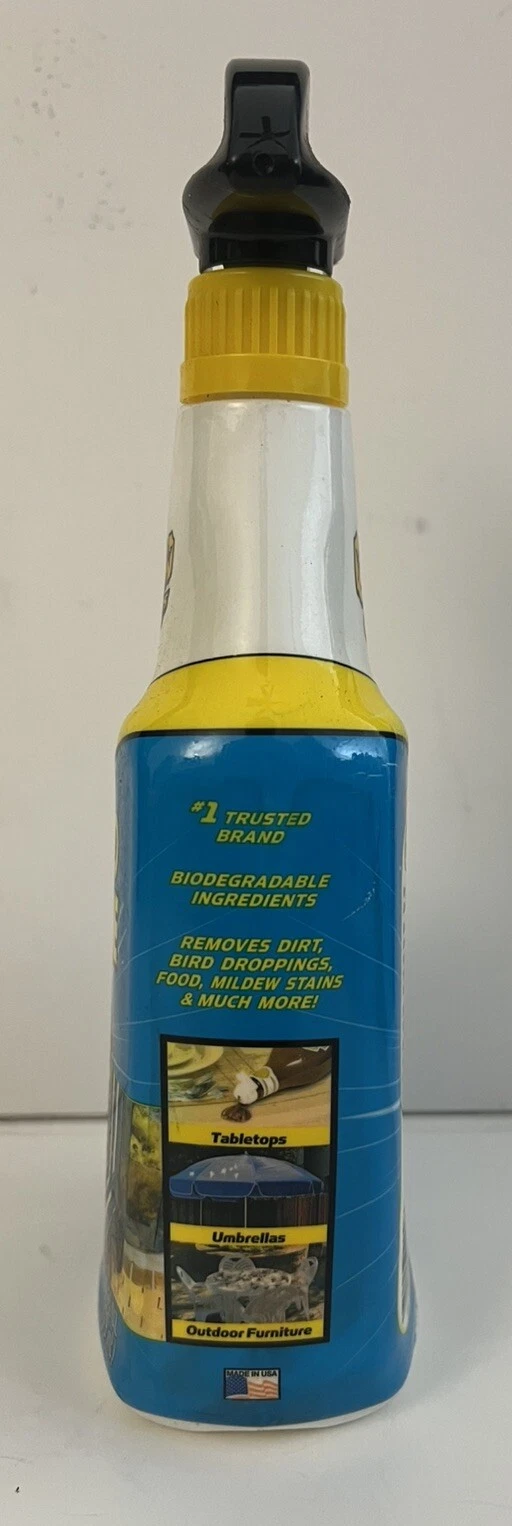 #1 TRUSTED
BRAND
BIODEGRADABLE
INGREDIENTS
REMOVES DIRT,
BIRD DROPPINGS,
FOOD, MILDEW STAINS
& MUCH MORE!
Tabletops
Umbrellas
Outdoor Furniture
MADE IN USA